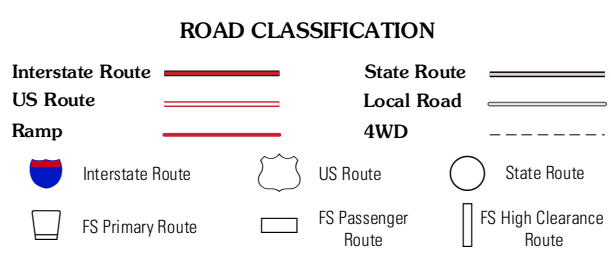 ROAD CLASSIFICATION
Interstate Route
State Route
US Route
Local Road
Ramp
4WD
Interstate Route
US Route
State Route
FS Primary Route
FS Passenger
Route
FS High Clearance
Route